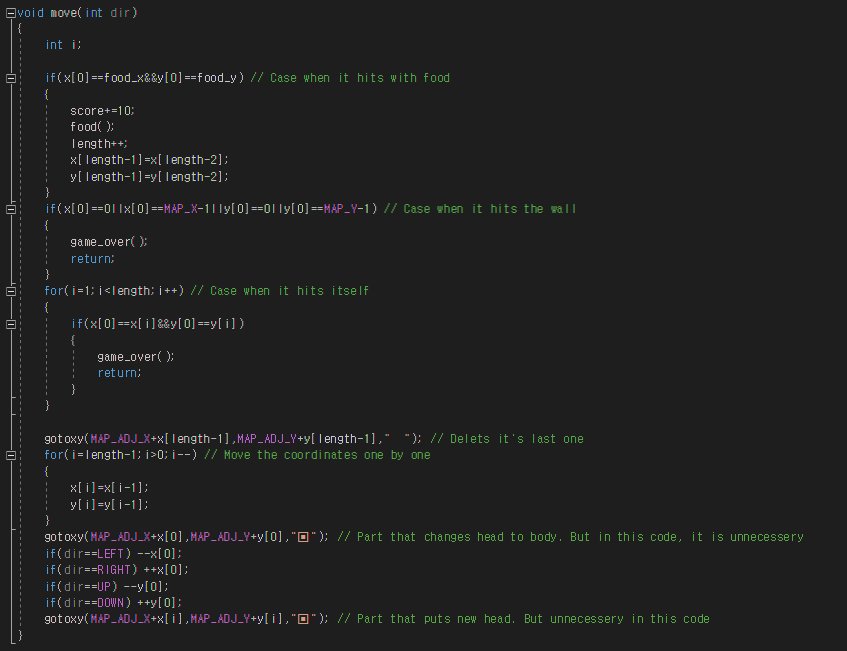 void move(int dir)
{
int i;
if(x[0]==food_x&&y[0]==food_y) // Case when it hits with food
{
score+=10;
food();
length++;
x[length-1]=x[length-2];
y[length-1]=y[length-2];
}
if(x[0]==0||x[0]==MAP_X-1||y[0]==0||y[0]==MAP_Y-1) // Case when it hits the wall
{
game_over();
return;
}
for(i=1;i<length;i++) // Case when it hits itself
{
if(x[0]==x[i]&&y[0]==y[i])
{
game_over();
return;
}
}
gotoxy(MAP_ADJ_X+x[length-1],MAP_ADJ_Y+y[length-1],"  "); // Deletes it's last one
for(i=length-1;i>0;i--) // Move the coordinates one by one
{
x[i]=x[i-1];
y[i]=y[i-1];
}
gotoxy(MAP_ADJ_X+x[0],MAP_ADJ_Y+y[0],"▣"); // Part that changes head to body. But in this code, it is unnecessery
if(dir==LEFT) --x[0];
if(dir==RIGHT) ++x[0];
if(dir==UP) --y[0];
if(dir==DOWN) ++y[0];
gotoxy(MAP_ADJ_X+x[i],MAP_ADJ_Y+y[i],"▣"); // Part that puts new head. But unnecessery in this code
}